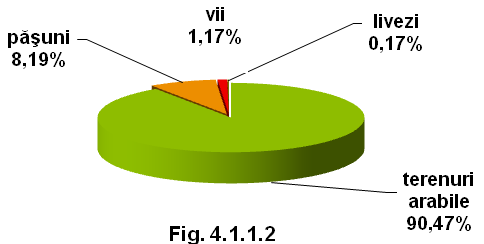 vii
1,17%
livezi
0,17%
păşuni
8,19%
terenuri
arabile
90,47%
Fig. 4.1.1.2